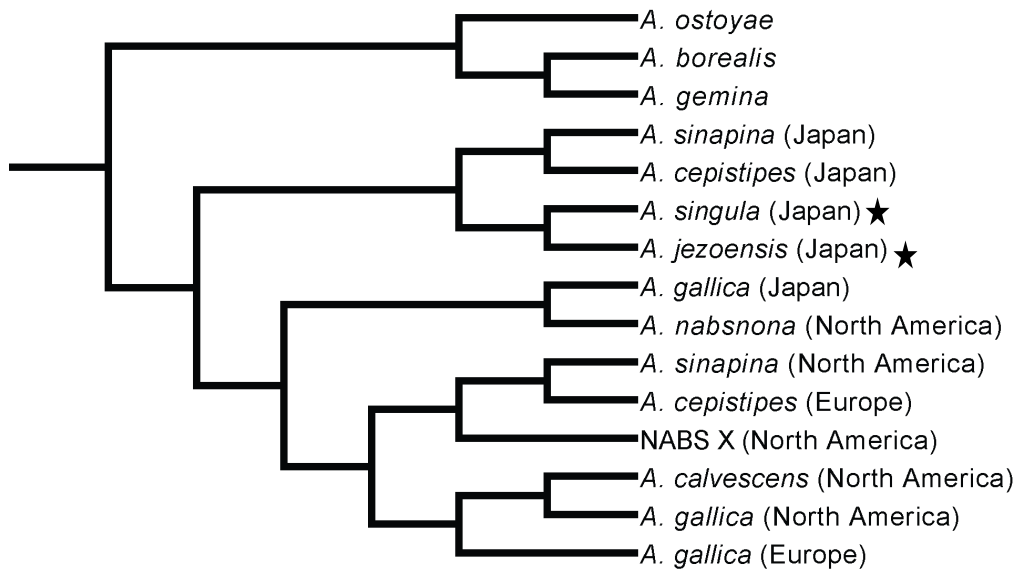 A. ostoyae
A. borealis
A. gemina
A. sinapina (Japan)
A. cepistipes (Japan)
A. singula (Japan)
A. jezoensis (Japan)
A. gallica (Japan)
A. nabsnona (North America)
A. sinapina (North America)
A. cepistipes (Europe)
NABS X (North America)
A. calvescens (North America)
A. gallica (North America)
A. gallica (Europe)